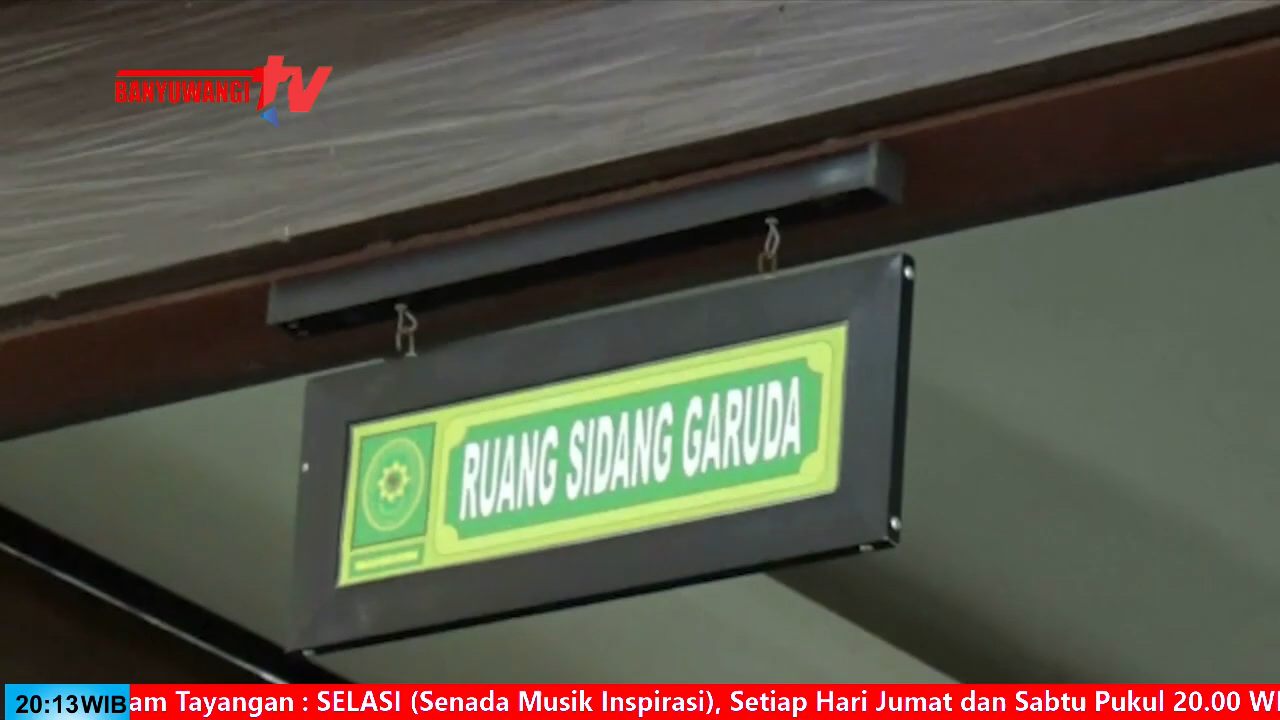 BANYUWANGI tv
RUANG SIDANG GARUDA
20:13WIB
am Tayangan : SELASI (Senada Musik Inspirasi), Setiap Hari Jumat dan Sabtu Pukul 20.00 WI